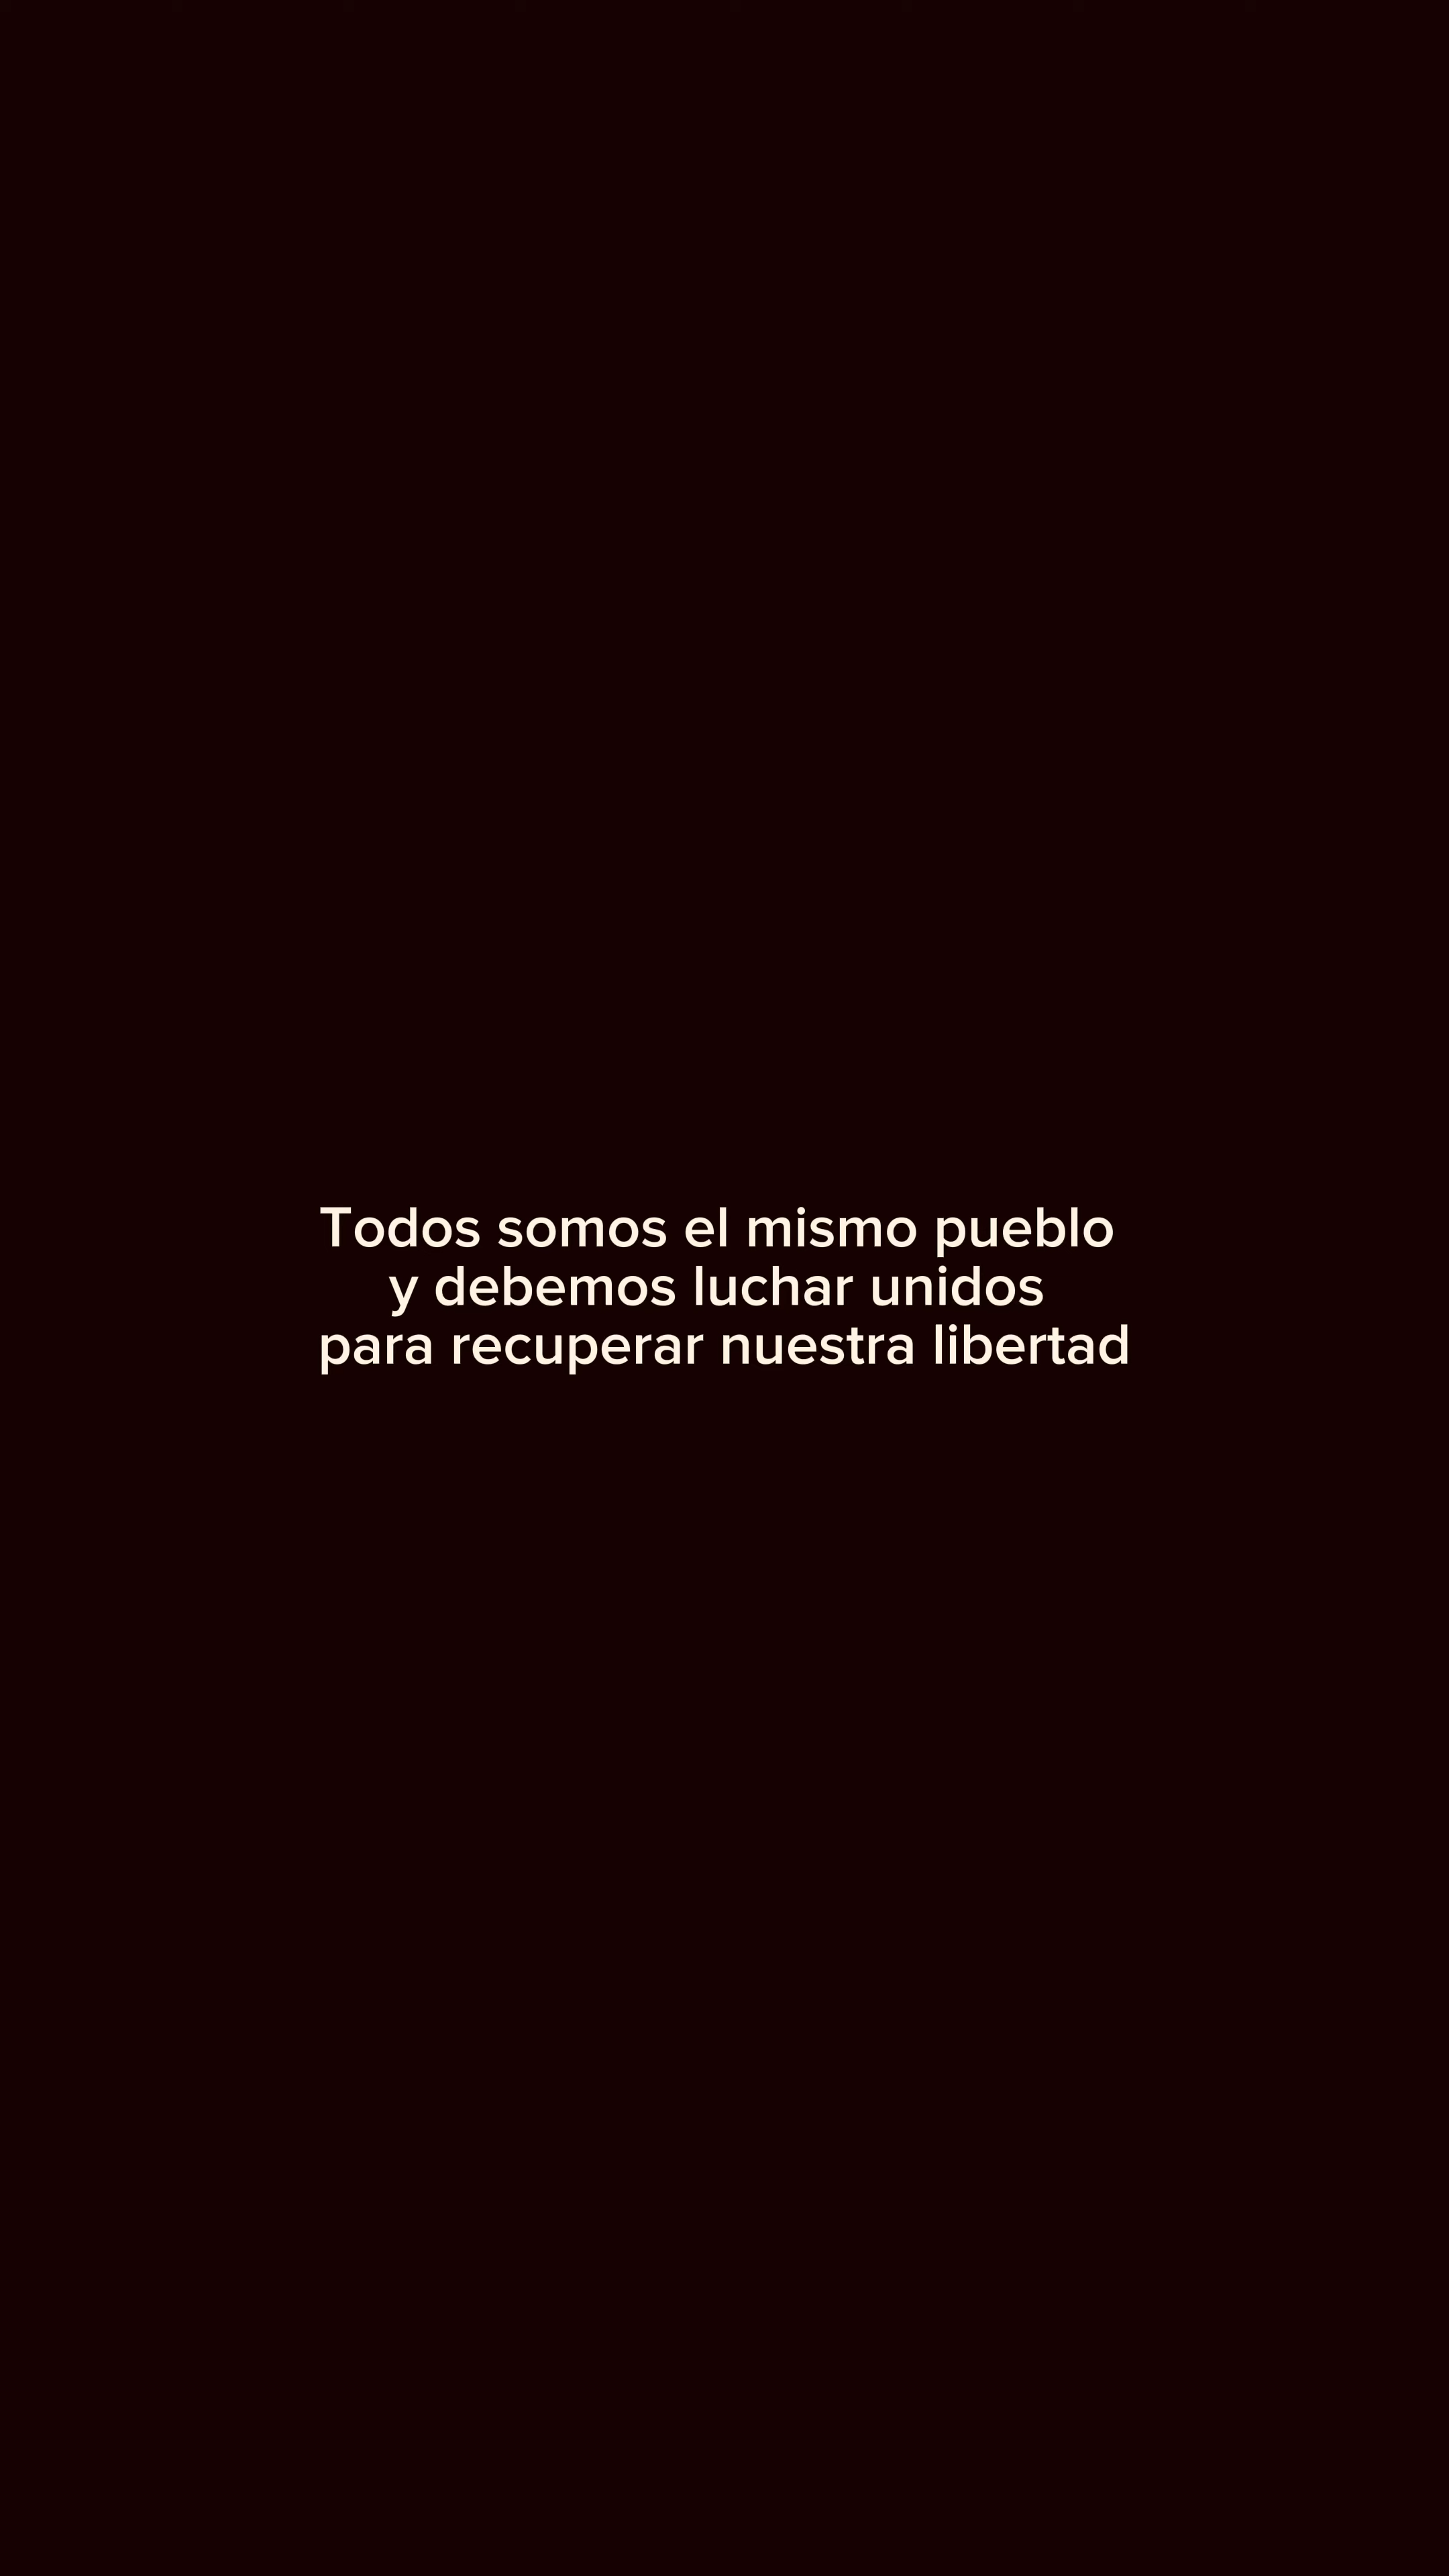 Todos somos el mismo pueblo
y debemos luchar unidos
para recuperar nuestra libertad